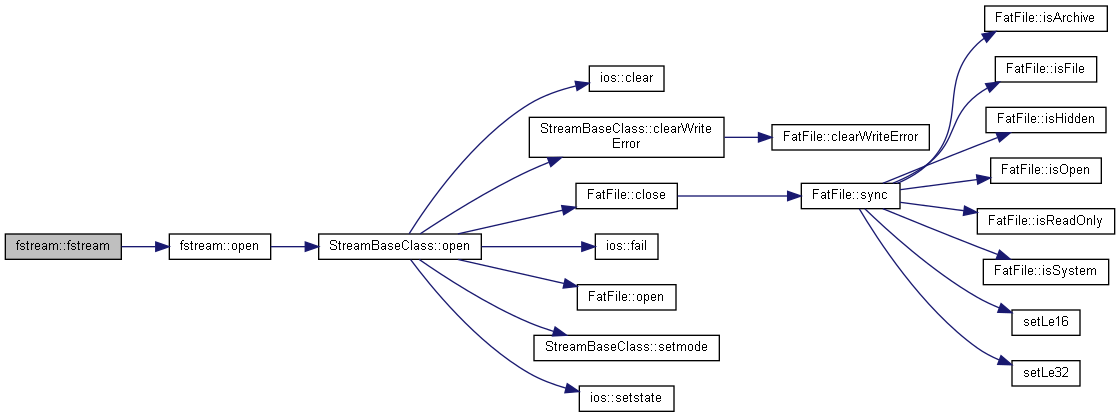 fstream::fstream
fstream::open
StreamBaseClass::open
ios::clear
StreamBaseClass::clearWrite
Error
FatFile::clearWriteError
FatFile::close
FatFile::sync
FatFile::isArchive
FatFile::isFile
FatFile::isHidden
FatFile::isOpen
FatFile::isReadOnly
FatFile::isSystem
setLe16
setLe32
ios::fail
FatFile::open
StreamBaseClass::setmode
ios::setstate